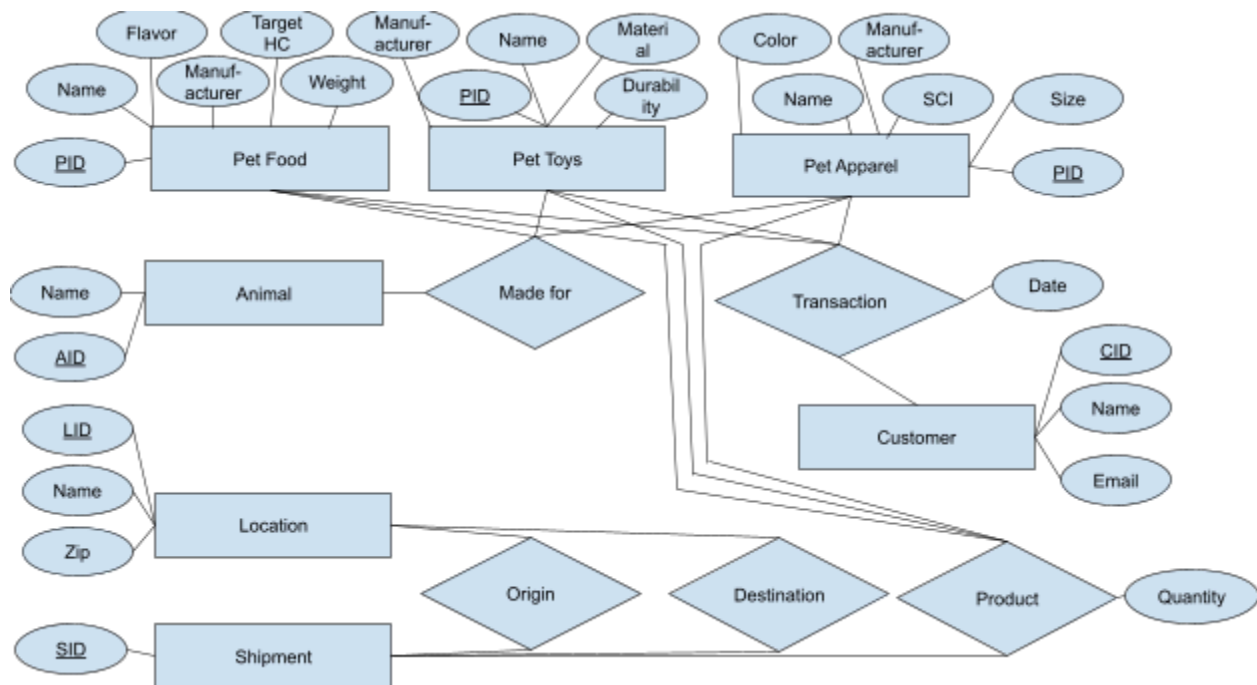 Flavor
Target
HC
Manuf-
acturer
Name
Materi
al
Color
Manuf-
acturer
Name
Manuf-
acturer
Weight
PID
Durabil
ity
Name
SCI
Size
PID
Pet Food
Pet Toys
Pet Apparel
PID
Name
Animal
Made for
Transaction
Date
AID
CID
LID
Name
Customer
Name
Email
Location
Zip
Origin
Destination
Product
Quantity
SID
Shipment